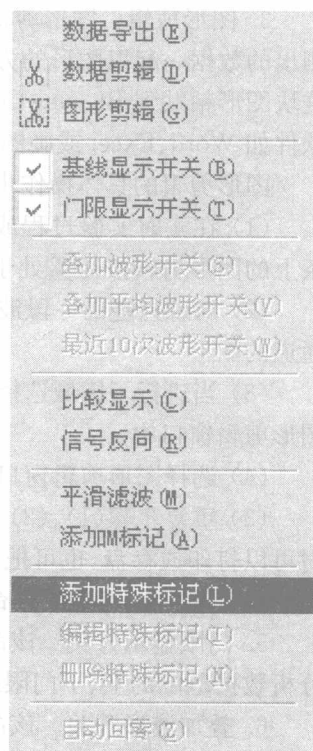 数据导出(E)
数据剪辑(D)
图形剪辑(G)
基线显示开关(B)
门限显示开关(T)
叠加波形开关(S)
叠加平均波形开关(V)
最近10次波形开关(W)
比较显示(C)
信号反向(R)
平滑滤波(M)
添加M标记(A)
添加特殊标记(L)
编辑特殊标记(I)
删除特殊标记(N)
自动回零(Z)